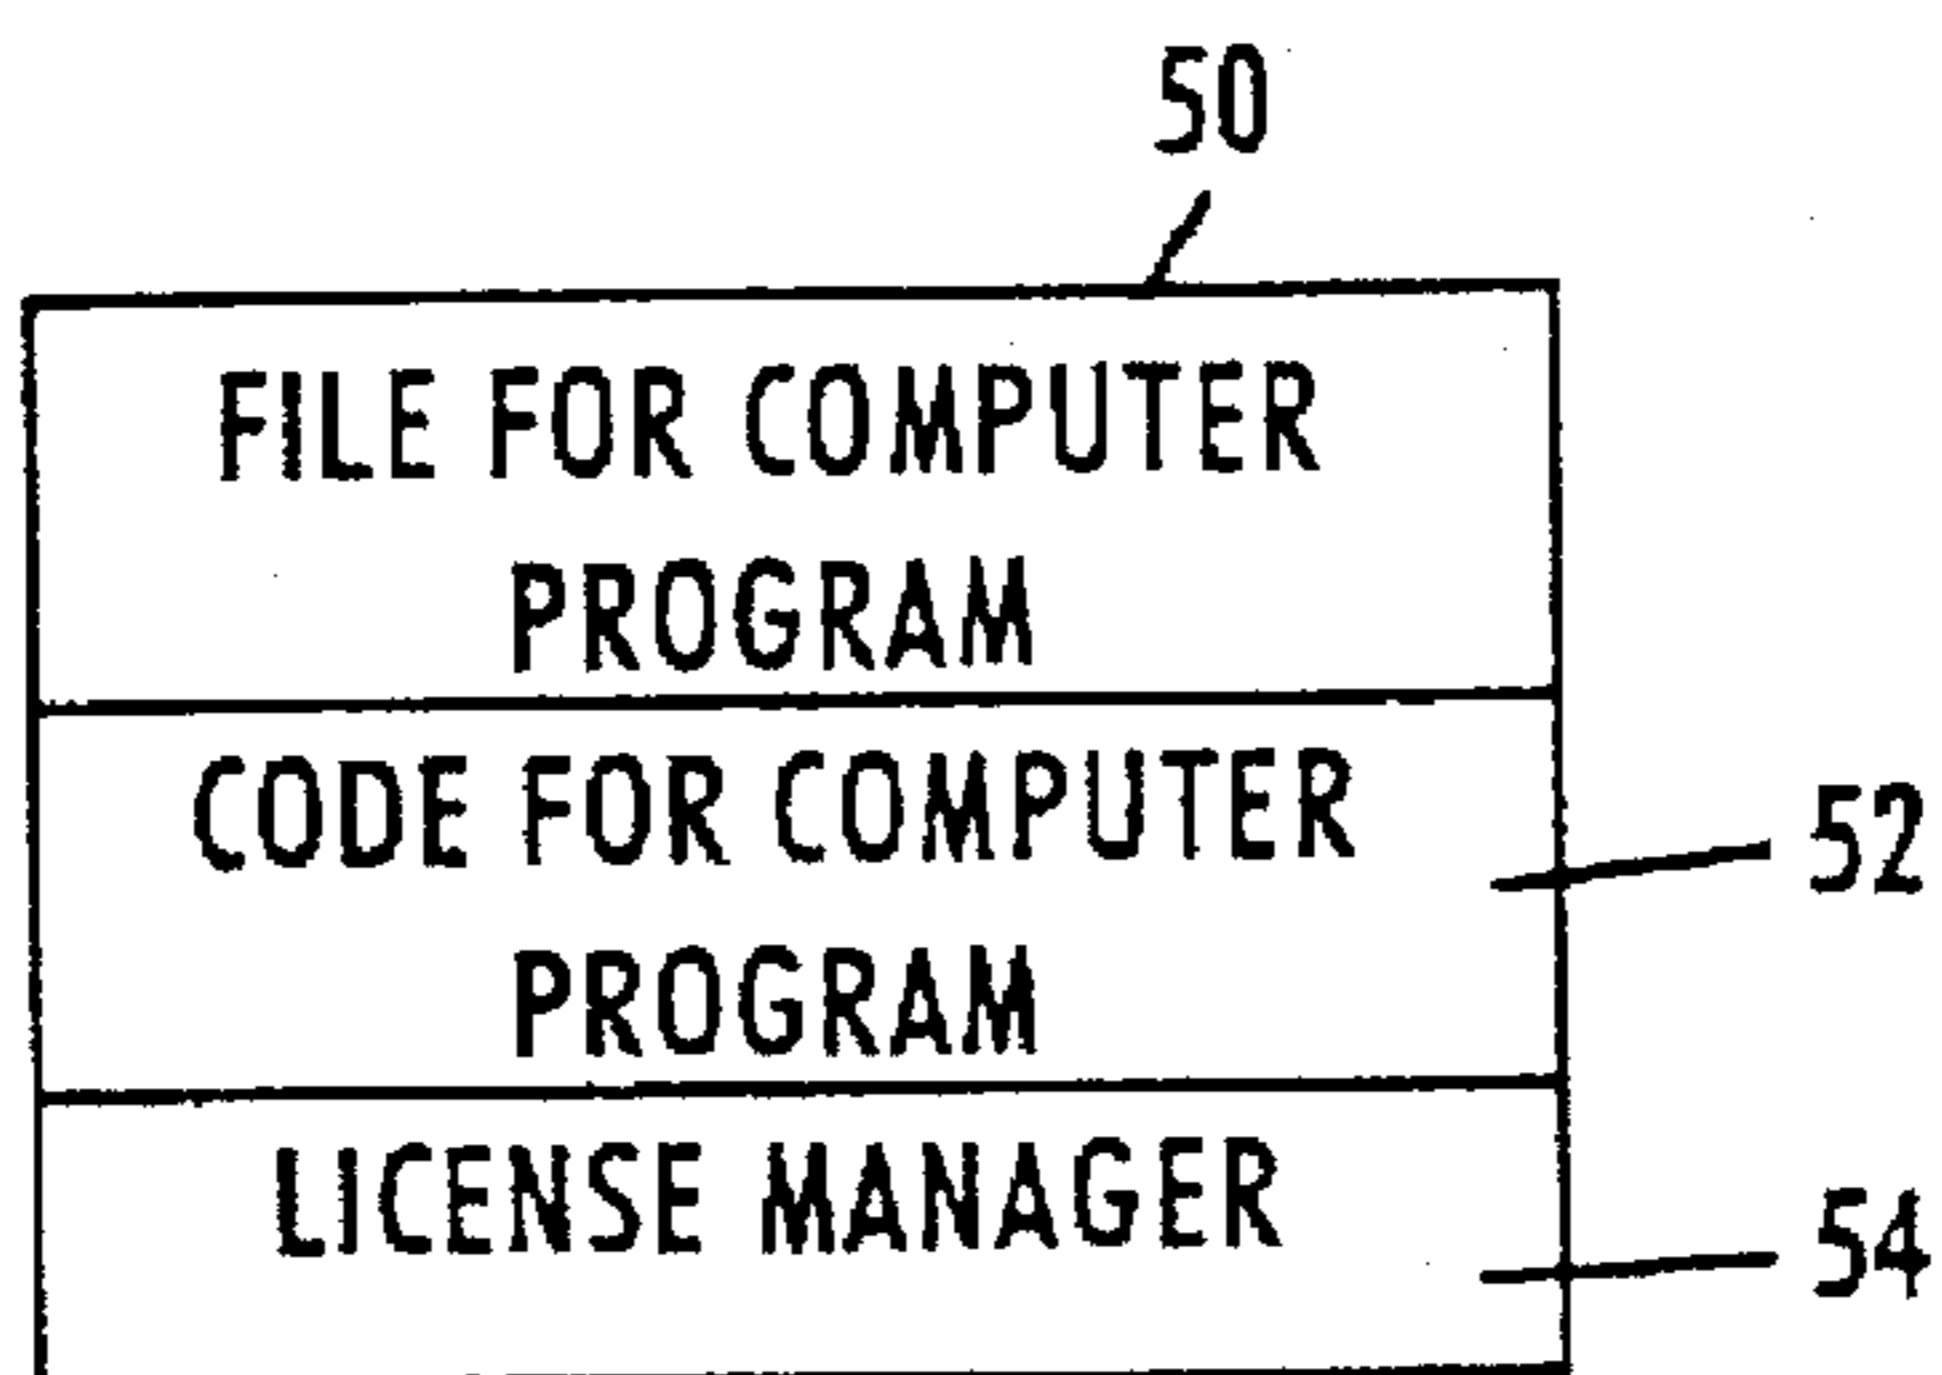 50
FILE FOR COMPUTER
PROGRAM
CODE FOR COMPUTER
52
PROGRAM
LICENSE MANAGER
54